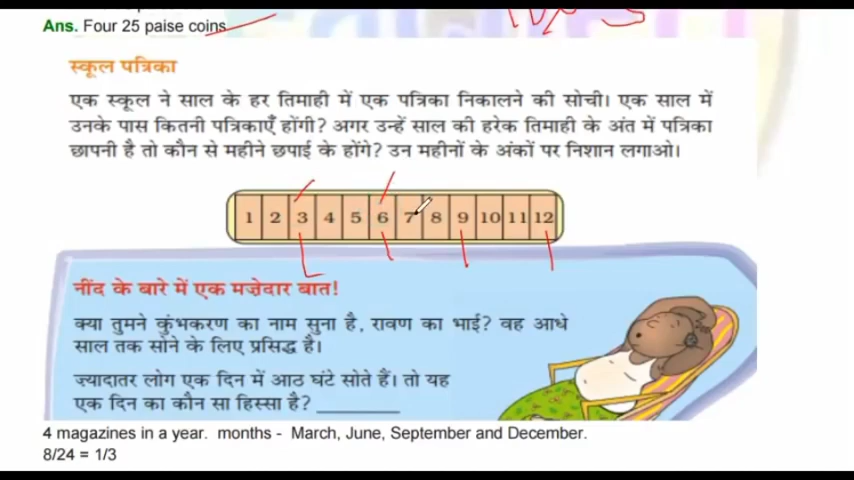 Ans. Four 25 paise coins
स्कूल पत्रिका
एक स्कूल ने साल के हर तिमाही में एक पत्रिका निकालने की सोची। एक साल में
उनके पास कितनी पत्रिकाएँ होंगी? अगर उन्हें साल की हरेक तिमाही के अंत में पत्रिका
छापनी है तो कौन से महीने छपाई के होंगे? उन महीनों के अंकों पर निशान लगाओ।
1 2 3 4 5 6 7 8 9 10 11 12
नींद के बारे में एक मज़ेदार बात!
क्या तुमने कुंभकरण का नाम सुना है, रावण का भाई? वह आधे
साल तक सोने के लिए प्रसिद्ध है।
ज़्यादातर लोग एक दिन में आठ घंटे सोते हैं। तो यह
एक दिन का कौन सा हिस्सा है? ________
4 magazines in a year. months - March, June, September and December.
8/24 = 1/3